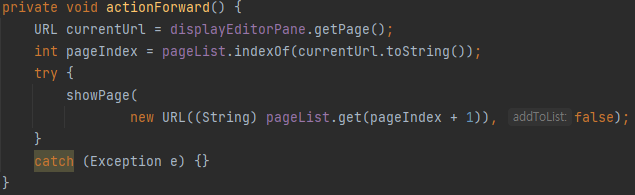 private void actionForward() {
    URL currentUrl = displayEditorPane.getPage();
    int pageIndex = pageList.indexOf(currentUrl.toString());
    try {
        showPage(
                new URL((String) pageList.get(pageIndex + 1)), addToList: false);
    }
    catch (Exception e) {}
}